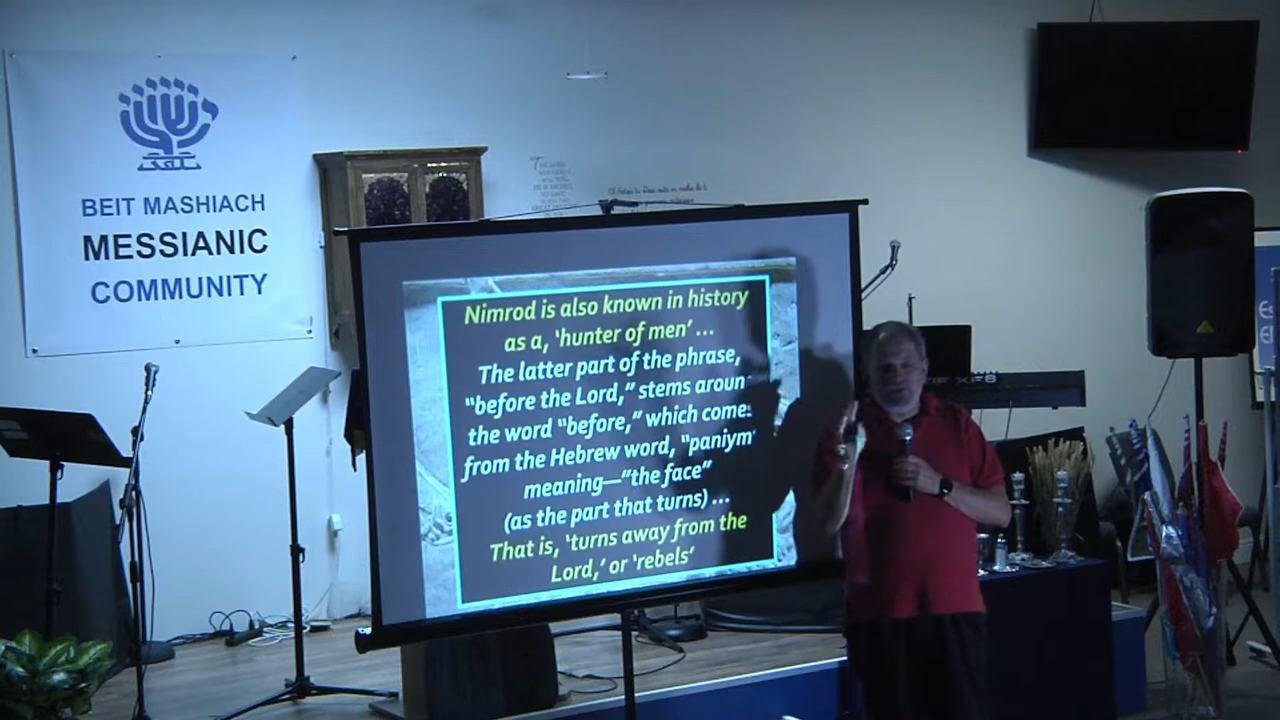 BEIT MASHIACH
MESSIANIC
COMMUNITY
Nimrod is also known in history
as a, ‘hunter of men’ ...
The latter part of the phrase,
“before the Lord,” stems aroun
the word “before,” which comes
from the Hebrew word, “paniym
meaning—“the face”
(as the part that turns) ...
That is, ‘turns away from the
Lord,’ or ‘rebels’
XF8